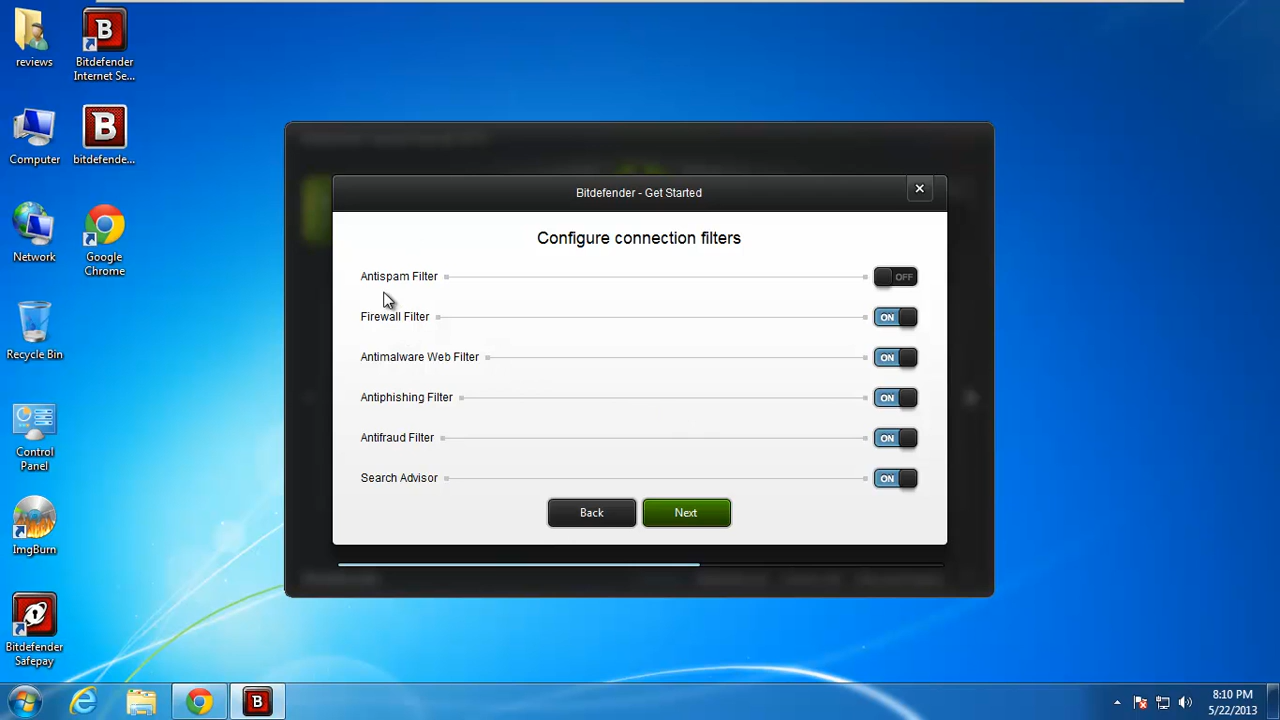 reviews
Bitdefender
Internet Se...
Computer
bitdefende...
Network
Google
Chrome
Recycle Bin
Control
Panel
ImgBurn
Bitdefender
Safepay
Bitdefender - Get Started
Configure connection filters
Antispam Filter
OFF
Firewall Filter
ON
Antimalware Web Filter
ON
Antiphishing Filter
ON
Antifraud Filter
ON
Search Advisor
ON
Back
Next
8:10 PM
5/22/2013